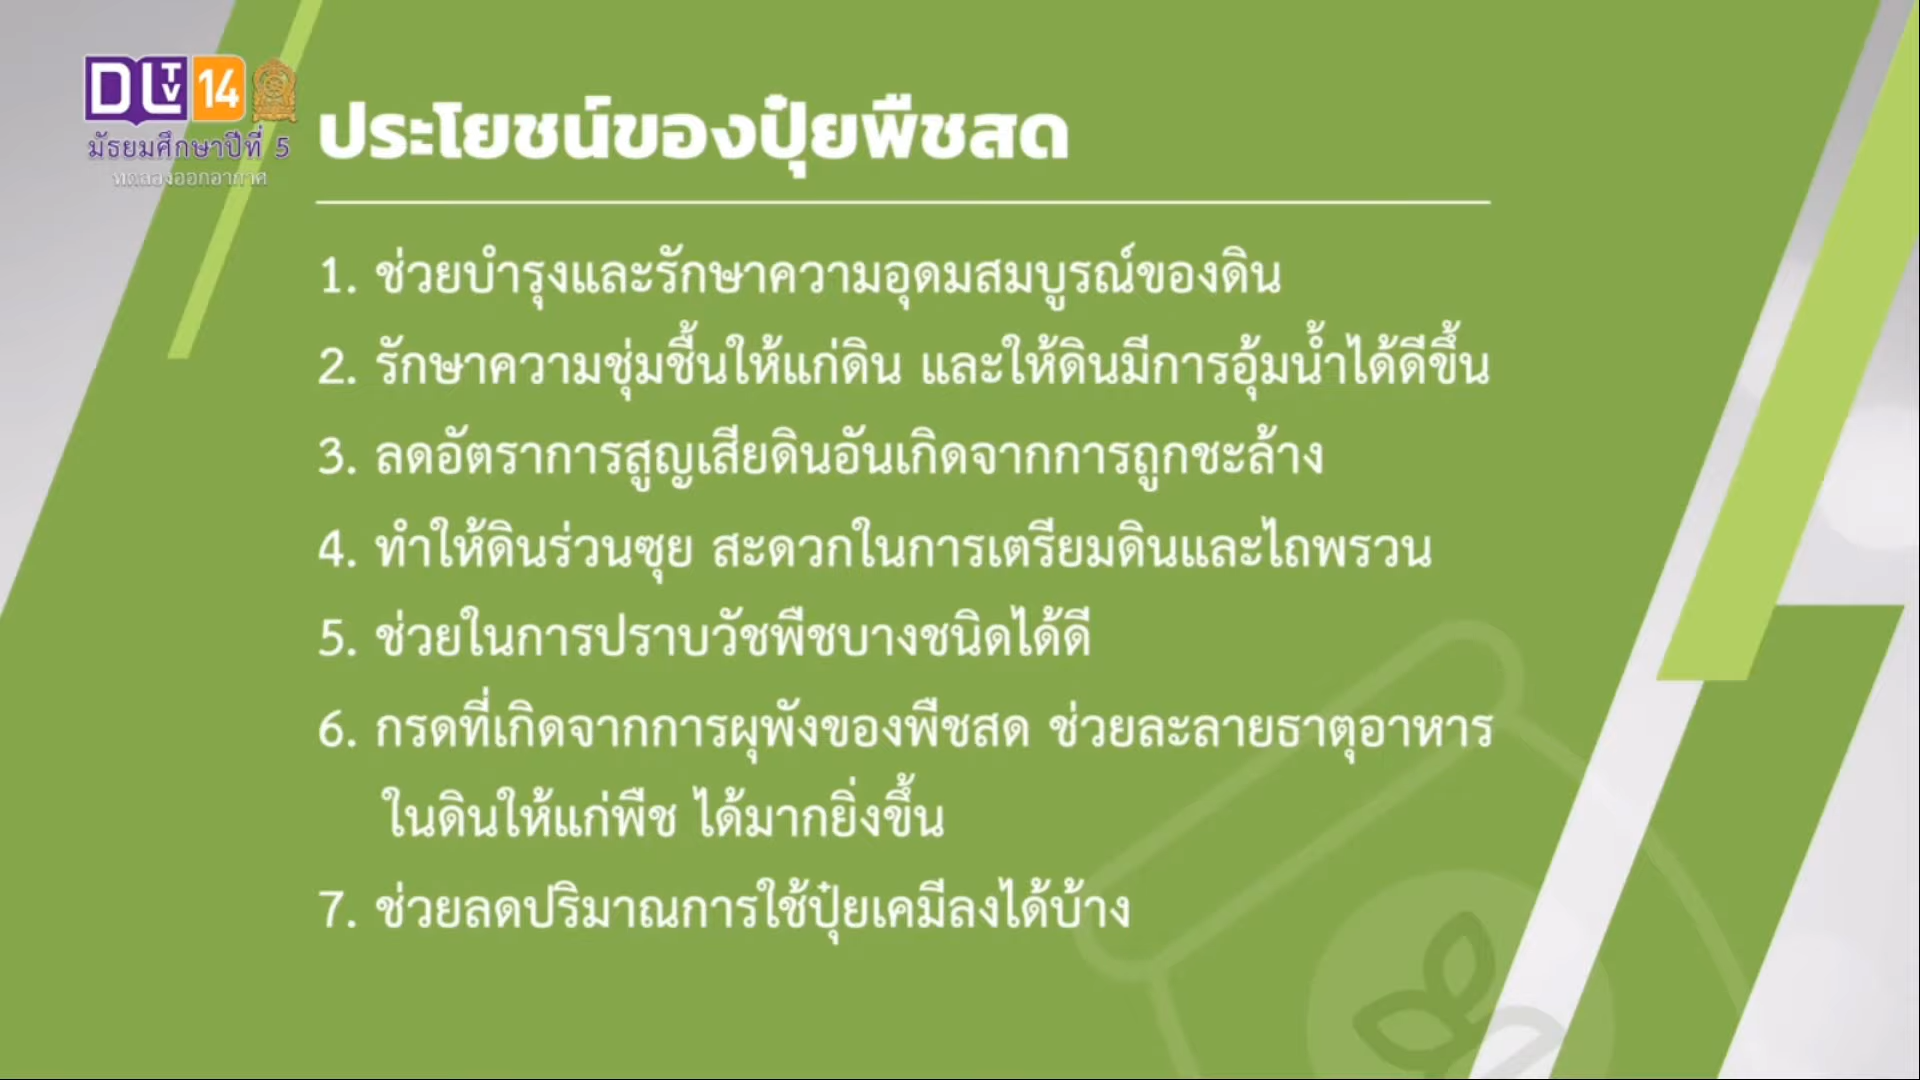 DLTV 14
มัธยมศึกษาปีที่ 5
ทดลองออกอากาศ
ประโยชน์ของปุ๋ยพืชสด
1. ช่วยบำรุงและรักษาความอุดมสมบูรณ์ของดิน
2. รักษาความชุ่มชื้นให้แก่ดิน และให้ดินมีการอุ้มน้ำได้ดีขึ้น
3. ลดอัตราการสูญเสียดินอันเกิดจากการถูกชะล้าง
4. ทำให้ดินร่วนซุย สะดวกในการเตรียมดินและไถพรวน
5. ช่วยในการปราบวัชพืชบางชนิดได้ดี
6. กรดที่เกิดจากการผุพังของพืชสด ช่วยละลายธาตุอาหาร
ในดินให้แก่พืช ได้มากยิ่งขึ้น
7. ช่วยลดปริมาณการใช้ปุ๋ยเคมีลงได้บ้าง